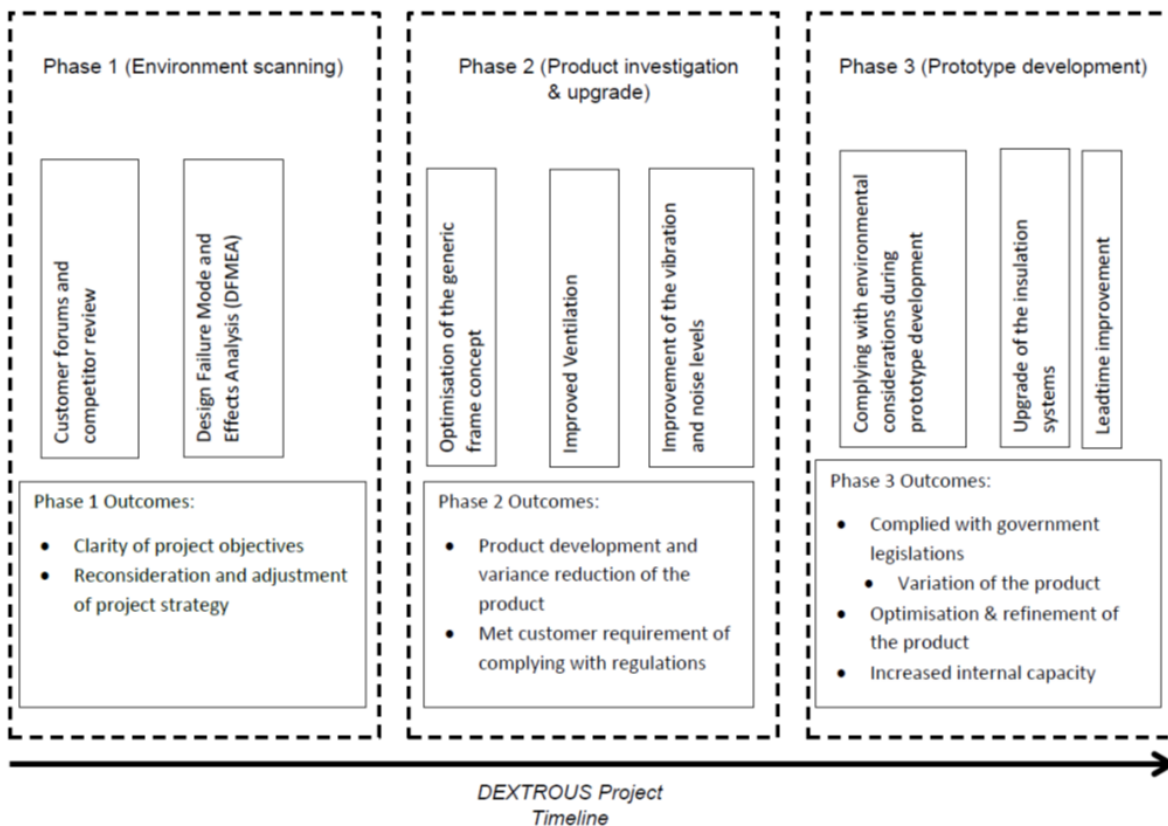 Phase 1 (Environment scanning)
Customer forums and
competitor review
Design Failure Mode and
Effects Analysis (DFMEA)
Phase 1 Outcomes:
● Clarity of project objectives
● Reconsideration and adjustment
of project strategy
Phase 2 (Product investigation
& upgrade)
Optimisation of the generic
frame concept
Improved Ventilation
Improvement of the vibration
and noise levels
Phase 2 Outcomes:
● Product development and
variance reduction of the
product
● Met customer requirement of
complying with regulations
Phase 3 (Prototype development)
Complying with environmental
considerations during
prototype development
Upgrade of the insulation
systems
Leadtime improvement
Phase 3 Outcomes:
● Complied with government
legislations
● Variation of the product
● Optimisation & refinement of
the product
● Increased internal capacity
DEXTROUS Project
Timeline